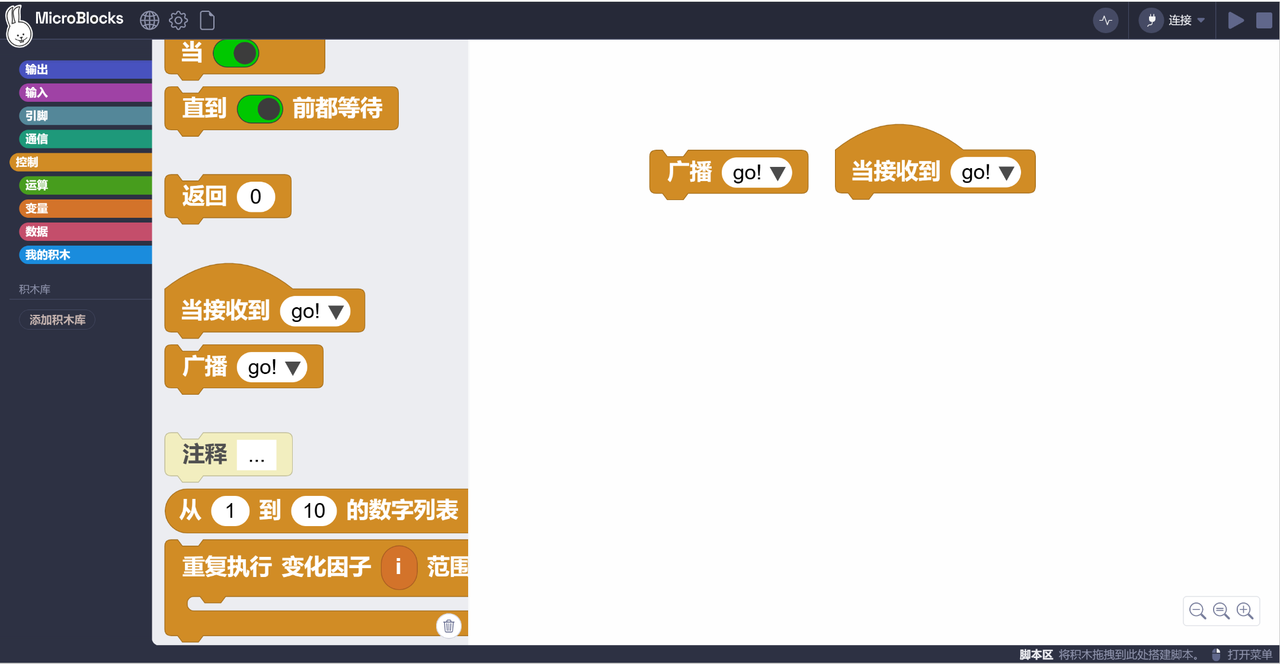 MicroBlocks
连接
输出
输入
引脚
通信
控制
运算
变量
数据
我的积木
积木库
添加积木库
当
直到 前都等待
返回 0
当接收到 go! ▼
广播 go! ▼
注释 ...
从 1 到 10 的数字列表
重复执行 变化因子 i 范围
广播 go! ▼
当接收到 go! ▼
脚本区 将积木拖拽到此处搭建脚本。 打开菜单